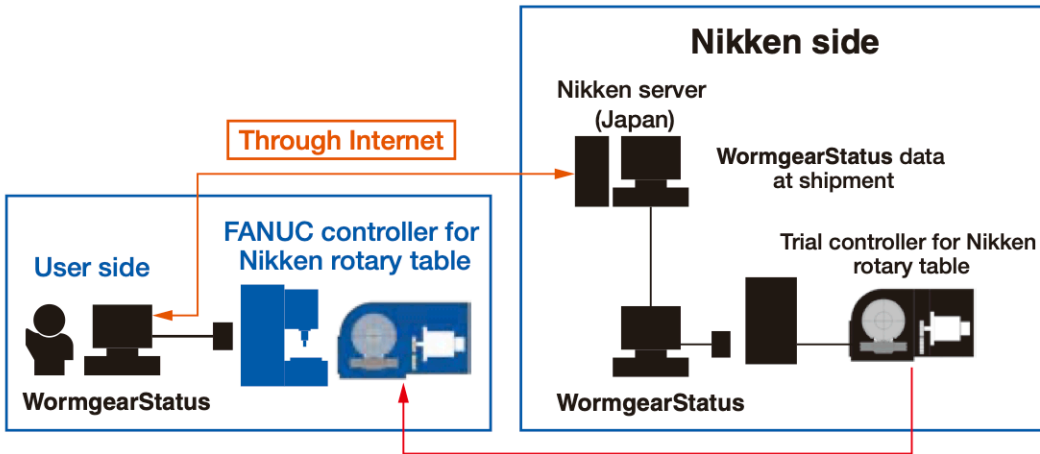 Nikken side
Nikken server
(Japan)
WormgearStatus data
at shipment
Through Internet
FANUC controller for
Nikken rotary table
User side
Trial controller for Nikken
rotary table
WormgearStatus
WormgearStatus